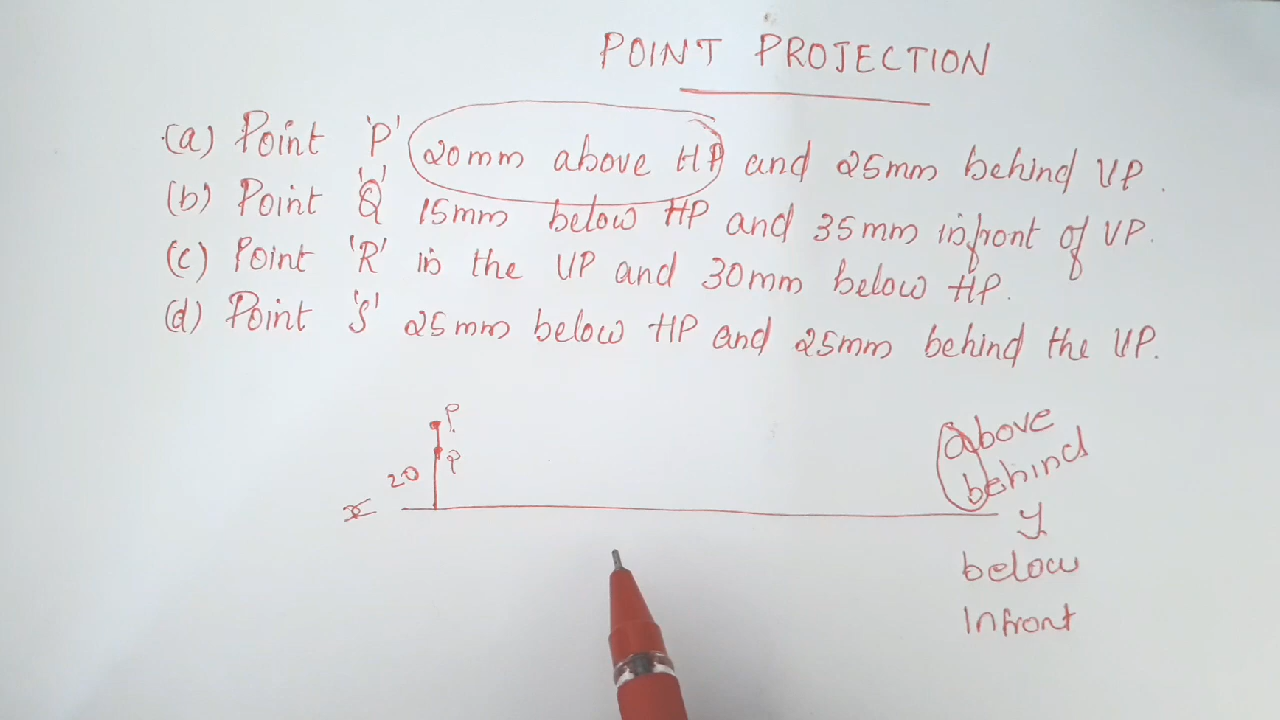 POINT PROJECTION
(a) Point 'P' 20mm above HP and 25mm behind VP.
(b) Point 'Q' 15mm below HP and 35mm infront of VP.
(c) Point 'R' in the VP and 30mm below HP.
(d) Point 'S' 25mm below HP and 25mm behind the VP.
above
behind
P
P
20
x
y
below
Infront